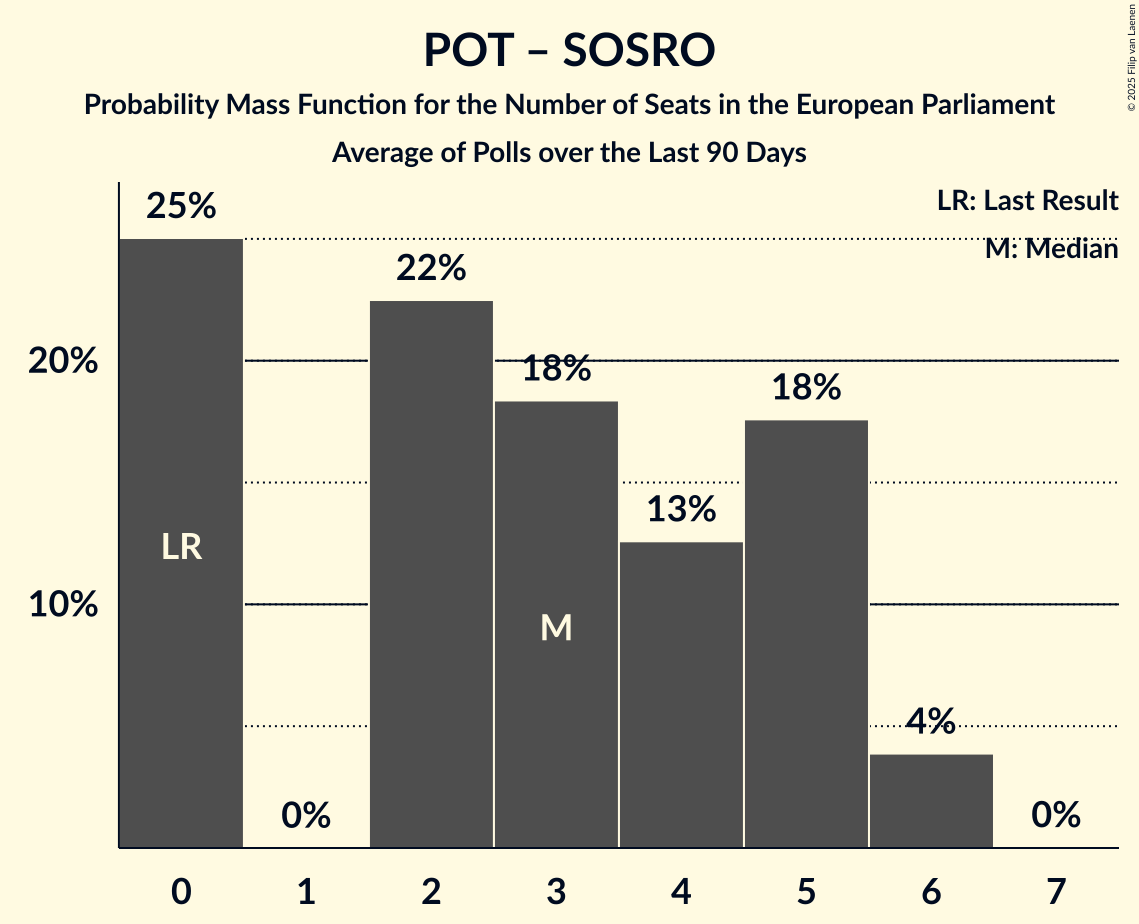 POT – SOSRO
Probability Mass Function for the Number of Seats in the European Parliament
Average of Polls over the Last 90 Days
© 2025 Filip van Laenen
LR: Last Result
M: Median
25%
22%
18%
13%
18%
4%
0%
0%
20%
10%
LR
M
0 1 2 3 4 5 6 7